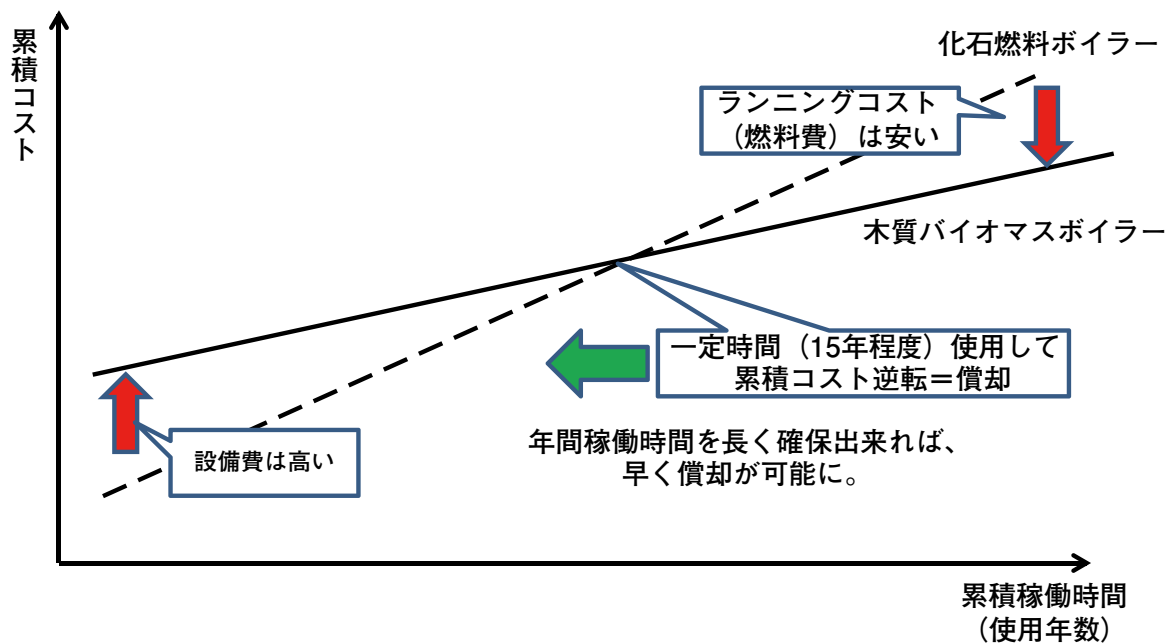 累積コスト
化石燃料ボイラー
ランニングコスト
（燃料費）は安い
木質バイオマスボイラー
一定時間（15年程度）使用して
累積コスト逆転＝償却
年間稼働時間を長く確保出来れば、
早く償却が可能に。
設備費は高い
累積稼働時間
（使用年数）